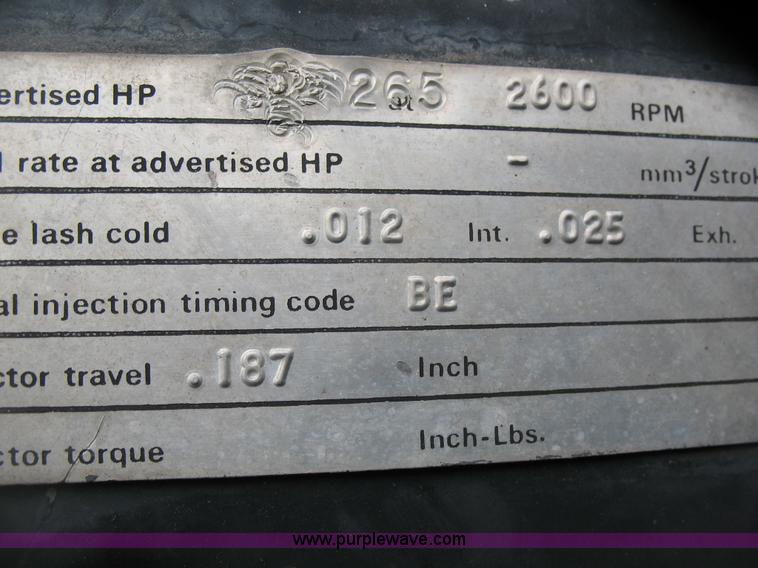 ertised HP 265 at 2600 RPM
l rate at advertised HP - mm³/strok
e lash cold .012 Int. .025 Exh.
al injection timing code BE
ctor travel .187 Inch
ctor torque Inch-Lbs.
www.purplewave.com